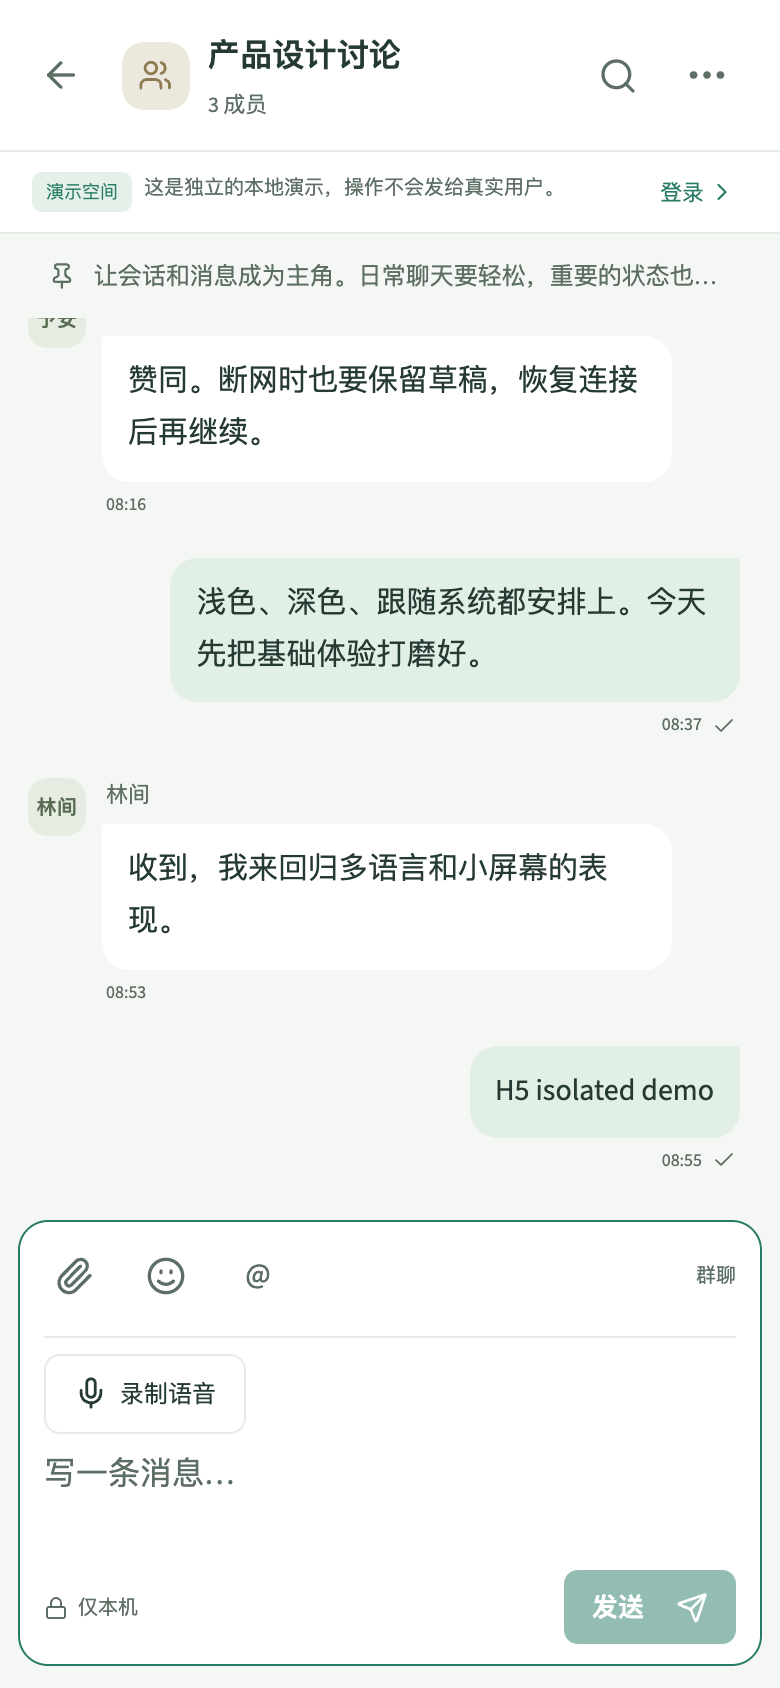 产品设计讨论
3 成员
演示空间
这是独立的本地演示，操作不会发给真实用户。
登录
让会话和消息成为主角。日常聊天要轻松，重要的状态也…
赞同。断网时也要保留草稿，恢复连接
后再继续。
08:16
浅色、深色、跟随系统都安排上。今天
先把基础体验打磨好。
08:37
林间
林间
收到，我来回归多语言和小屏幕的表
现。
08:53
H5 isolated demo
08:55
@
群聊
录制语音
写一条消息…
仅本机
发送